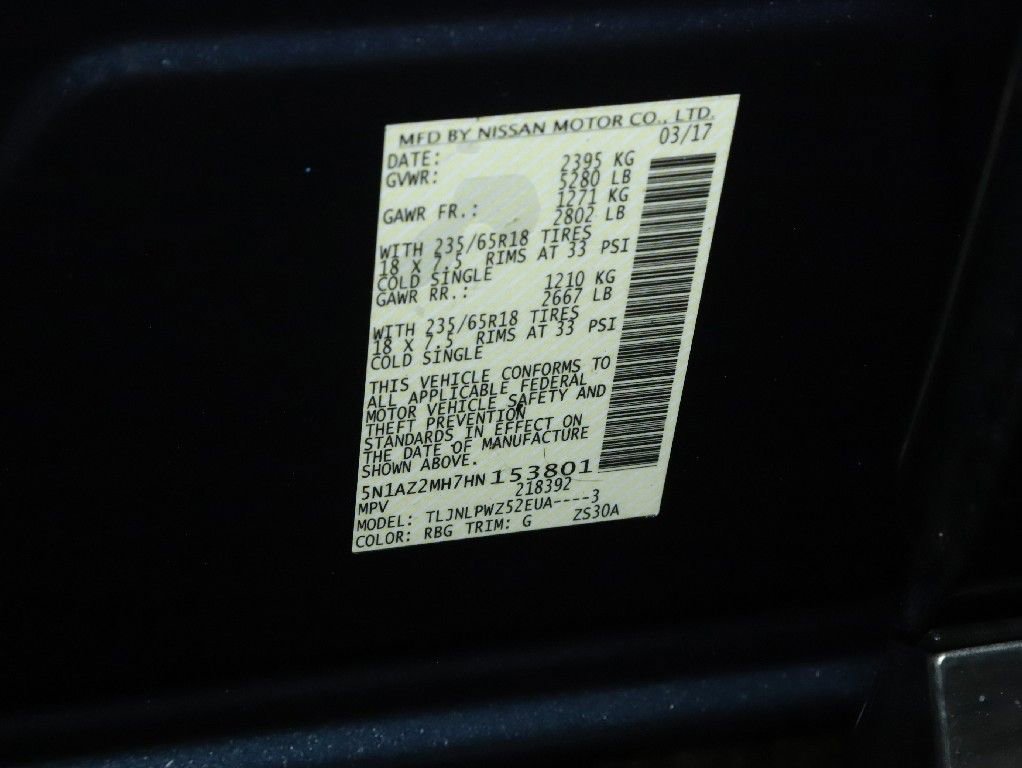 MFD BY NISSAN MOTOR CO., LTD.
DATE: 03/17
GVWR: 2395 KG
5280 LB
GAWR FR.: 1271 KG
2802 LB
WITH 235/65R18 TIRES
18 X 7.5 RIMS AT 33 PSI
COLD SINGLE
GAWR RR.: 1210 KG
2667 LB
WITH 235/65R18 TIRES
18 X 7.5 RIMS AT 33 PSI
COLD SINGLE
THIS VEHICLE CONFORMS TO
ALL APPLICABLE FEDERAL
MOTOR VEHICLE SAFETY AND
THEFT PREVENTION
STANDARDS IN EFFECT ON
THE DATE OF MANUFACTURE
SHOWN ABOVE.
5N1AZ2MH7HN153801
MPV 218392
MODEL: TLJNLPWZ52EUA----3
COLOR: RBG TRIM: G ZS30A